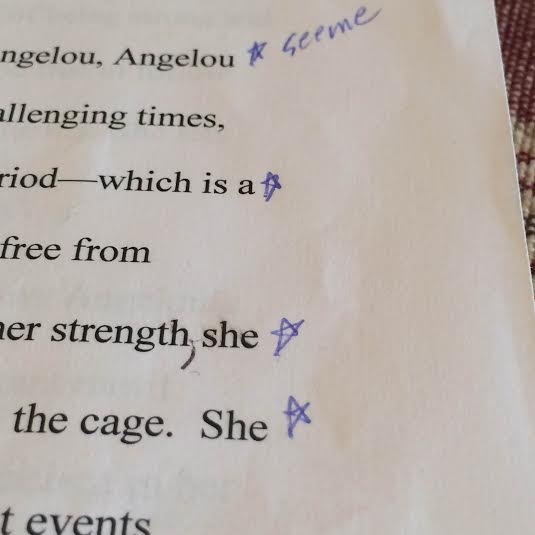 ngelou, Angelou ☆ seeme
allenging times,
riod—which is a ☆
free from
her strength, she ☆
the cage. She ☆
t events